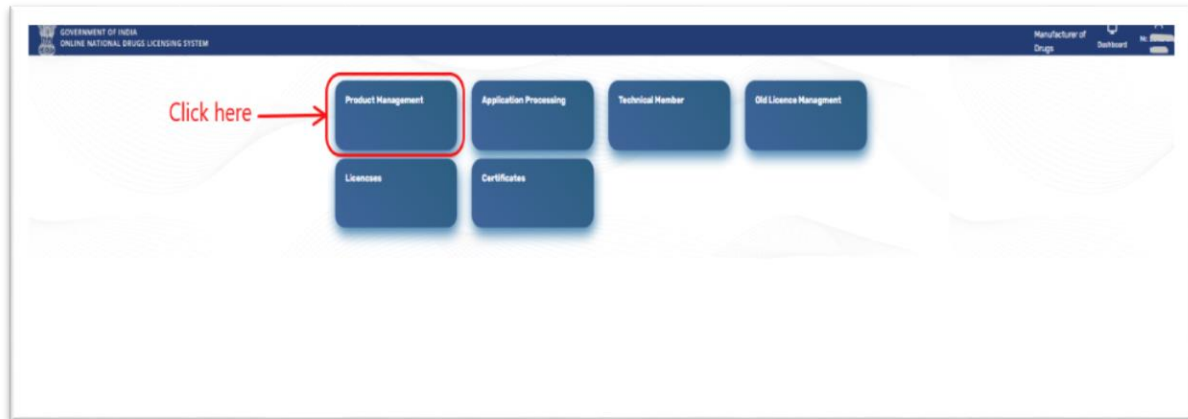 GOVERNMENT OF INDIA
ONLINE NATIONAL DRUGS LICENSING SYSTEM
Manufacturer of
Drugs
Dashboard
Click here
Product Management
Application Processing
Technical Member
Old Licence Managment
Licencses
Certificates